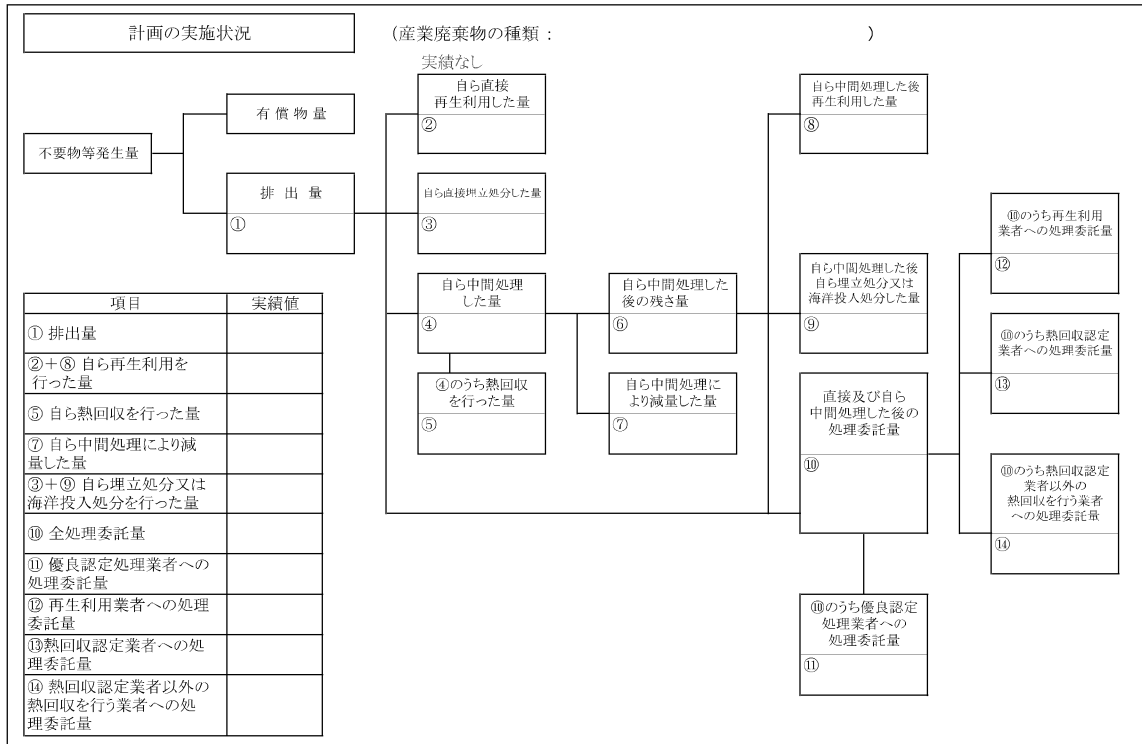 計画の実施状況
(産業廃棄物の種類： )
実績なし
不要物等発生量
有償物量
排出量
①
自ら直接
再生利用した量
②
自ら直接埋立処分した量
③
自ら中間処理
した量
④
④のうち熱回収
を行った量
⑤
自ら中間処理した
後の残さ量
⑥
自ら中間処理に
より減量した量
⑦
自ら中間処理した後
再生利用した量
⑧
自ら中間処理した後
自ら埋立処分又は
海洋投入処分した量
⑨
直接及び自ら
中間処理した後の
処理委託量
⑩
⑩のうち優良認定
処理業者への
処理委託量
⑪
⑩のうち再生利用
業者への処理委託量
⑫
⑩のうち熱回収認定
業者への処理委託量
⑬
⑩のうち熱回収認定
業者以外の
熱回収を行う業者
への処理委託量
⑭
項目 実績値
① 排出量
②＋⑧ 自ら再生利用を
行った量
⑤ 自ら熱回収を行った量
⑦ 自ら中間処理により減
量した量
③＋⑨ 自ら埋立処分又は
海洋投入処分を行った量
⑩ 全処理委託量
⑪ 優良認定処理業者への
処理委託量
⑫ 再生利用業者への処理
委託量
⑬熱回収認定業者への処
理委託量
⑭ 熱回収認定業者以外の
熱回収を行う業者への処
理委託量